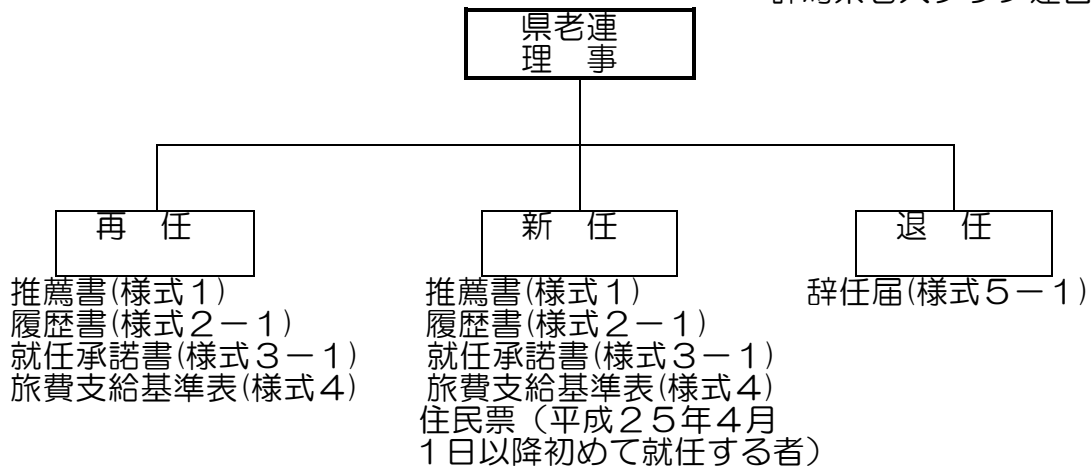 県老連
理　事
再　任
新　任
退　任
推薦書(様式１)
履歴書(様式２－１)
就任承諾書(様式３－１)
旅費支給基準表(様式４)
推薦書(様式１)
履歴書(様式２－１)
就任承諾書(様式３－１)
旅費支給基準表(様式４)
住民票（平成２５年４月
１日以降初めて就任する者）
辞任届(様式５－１)